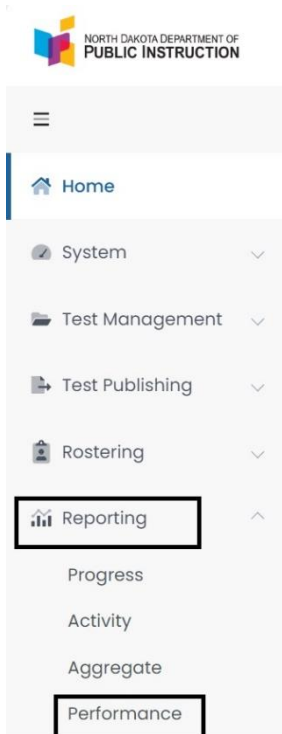 NORTH DAKOTA DEPARTMENT OF
PUBLIC INSTRUCTION
Home
System
Test Management
Test Publishing
Rostering
Reporting
Progress
Activity
Aggregate
Performance